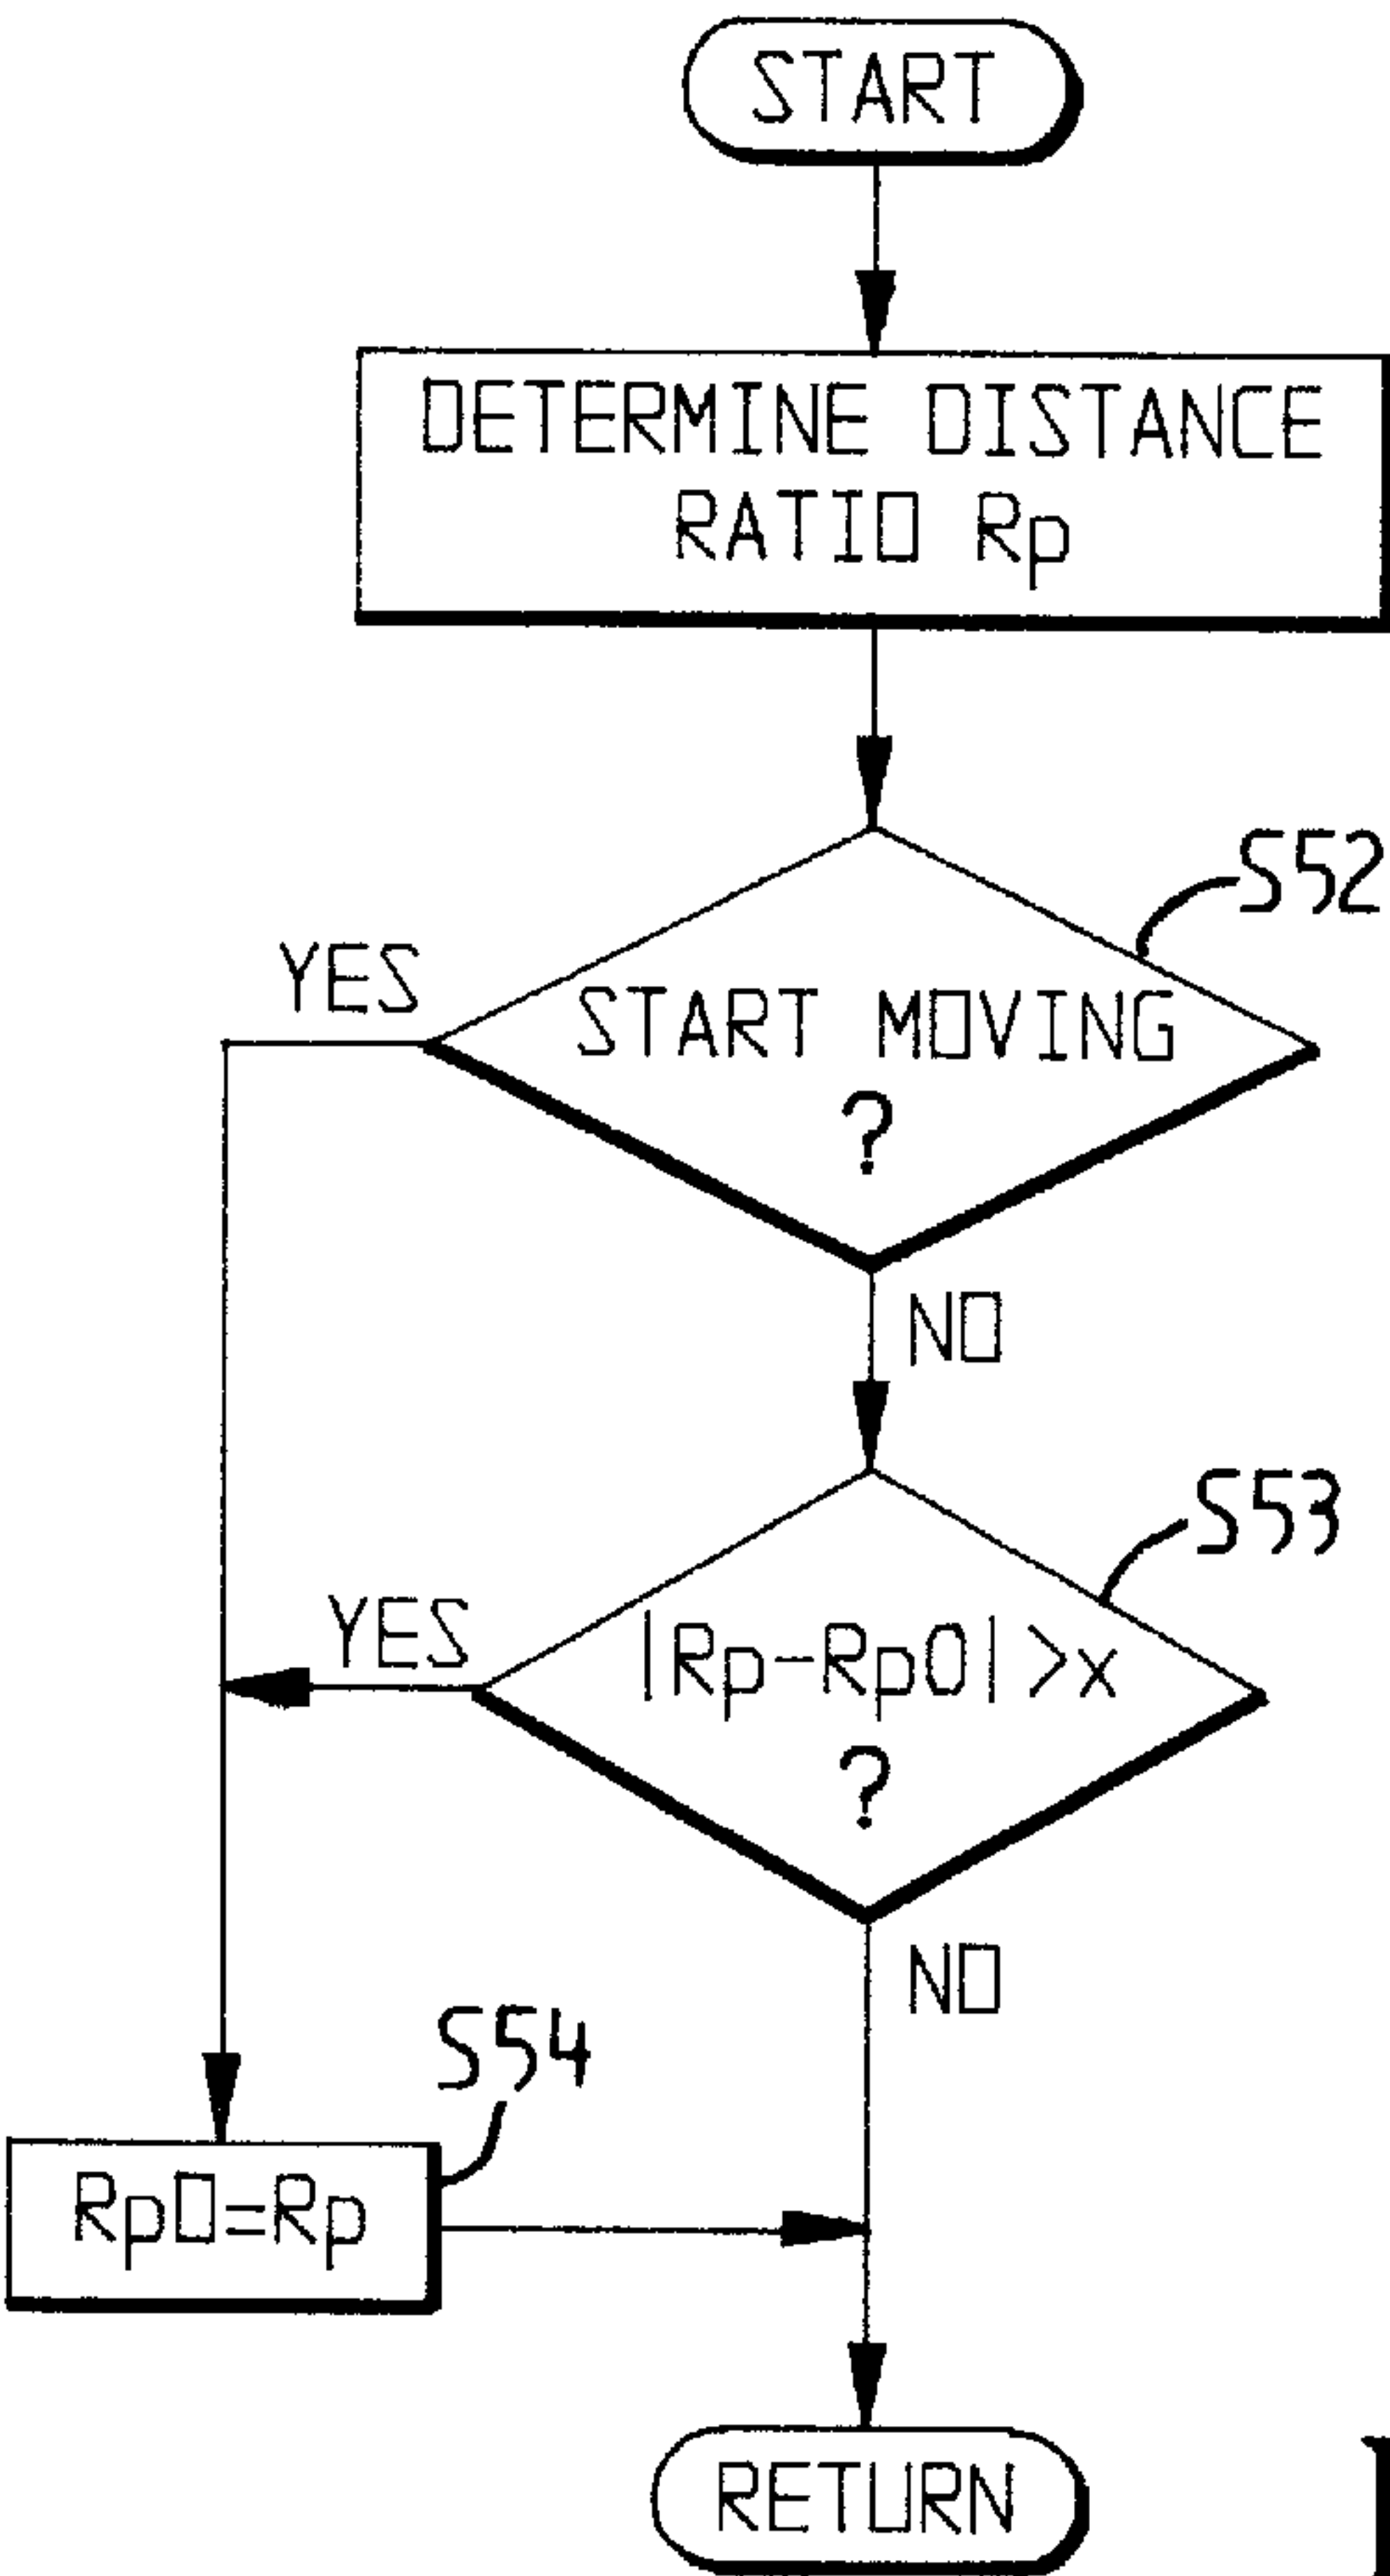 START
DETERMINE DISTANCE
RATIO Rp
S52
YES
START MOVING
?
NO
S53
YES
|Rp-Rp0|>x
?
NO
S54
Rp0=Rp
RETURN